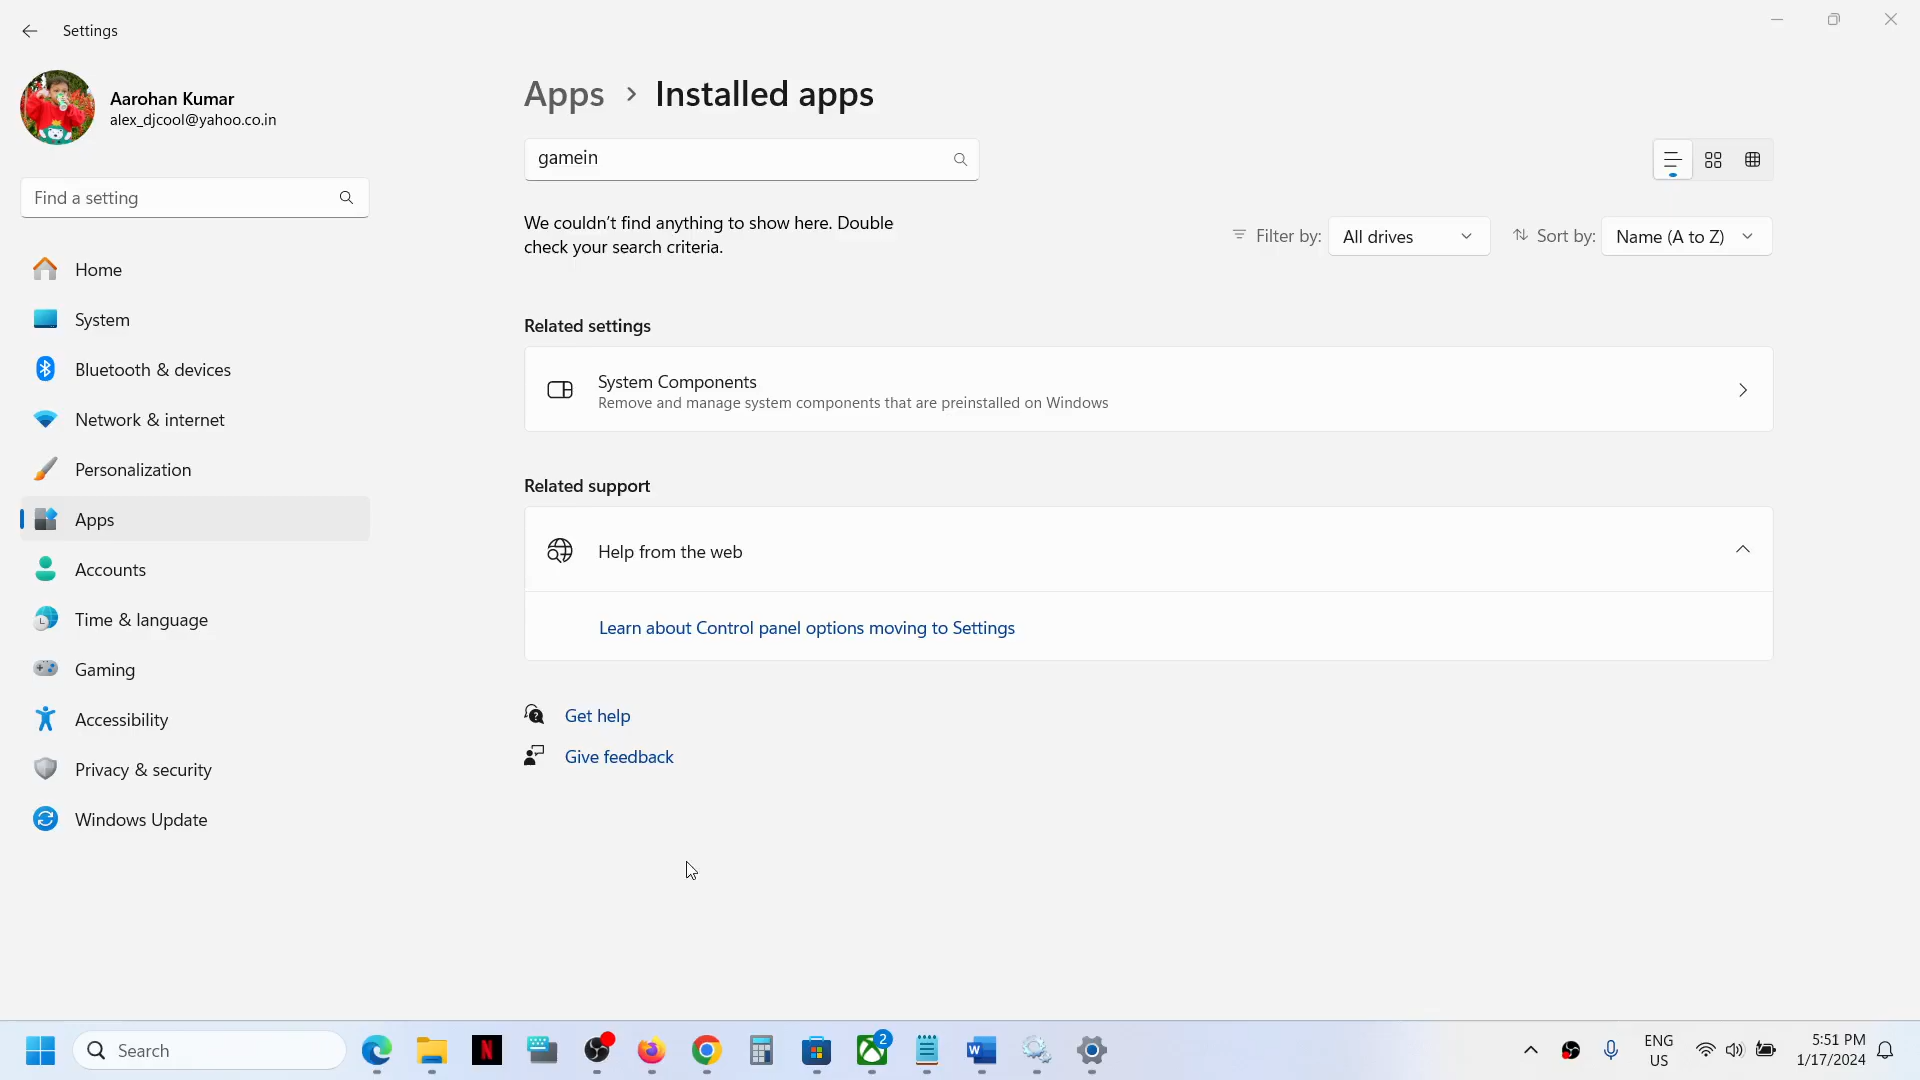 Settings
Aarohan Kumar
alex_djcool@yahoo.co.in
Find a setting
Home
System
Bluetooth & devices
Network & internet
Personalization
Apps
Accounts
Time & language
Gaming
Accessibility
Privacy & security
Windows Update
Apps > Installed apps
gamein
We couldn't find anything to show here. Double
check your search criteria.
Filter by: All drives
Sort by: Name (A to Z)
Related settings
System Components
Remove and manage system components that are preinstalled on Windows
Related support
Help from the web
Learn about Control panel options moving to Settings
Get help
Give feedback
Search
N
2
W
ENG
US
5:51 PM
1/17/2024